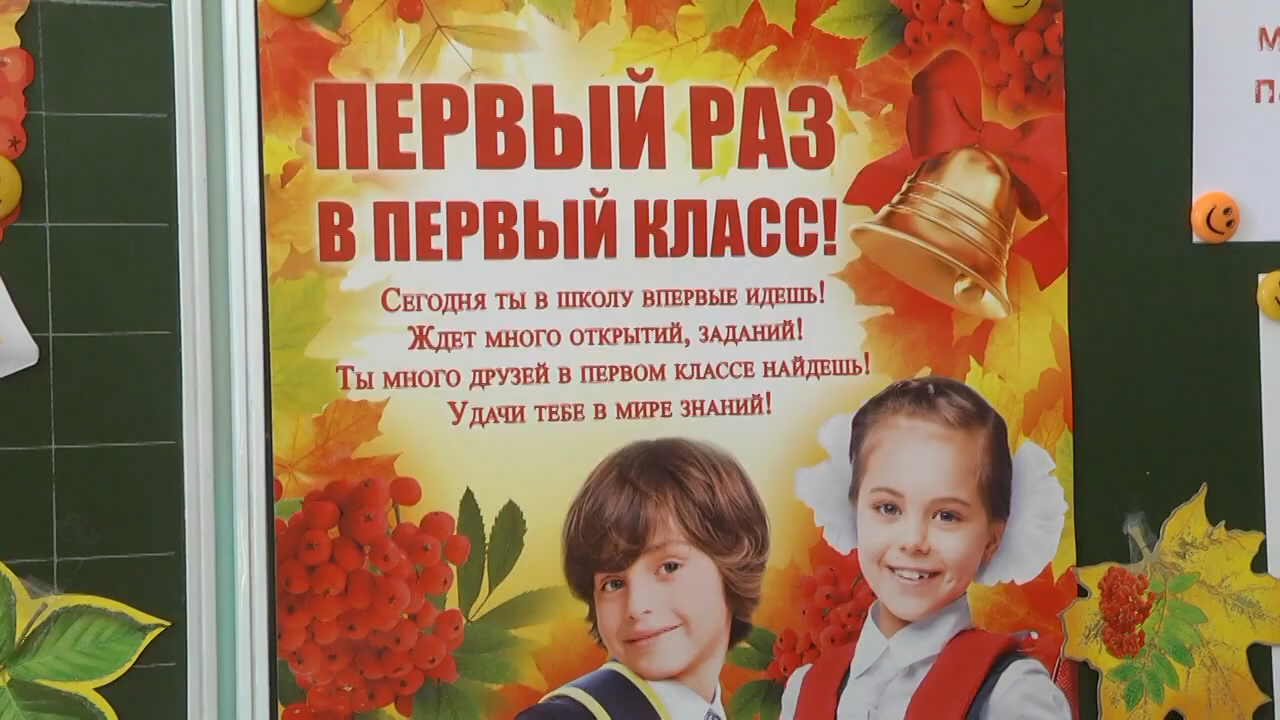 ПЕРВЫЙ РАЗ
В ПЕРВЫЙ КЛАСС!
СЕГОДНЯ ТЫ В ШКОЛУ ВПЕРВЫЕ ИДЕШЬ!
ЖДЕТ МНОГО ОТКРЫТИЙ, ЗАДАНИЙ!
ТЫ МНОГО ДРУЗЕЙ В ПЕРВОМ КЛАССЕ НАЙДЕШЬ!
УДАЧИ ТЕБЕ В МИРЕ ЗНАНИЙ!